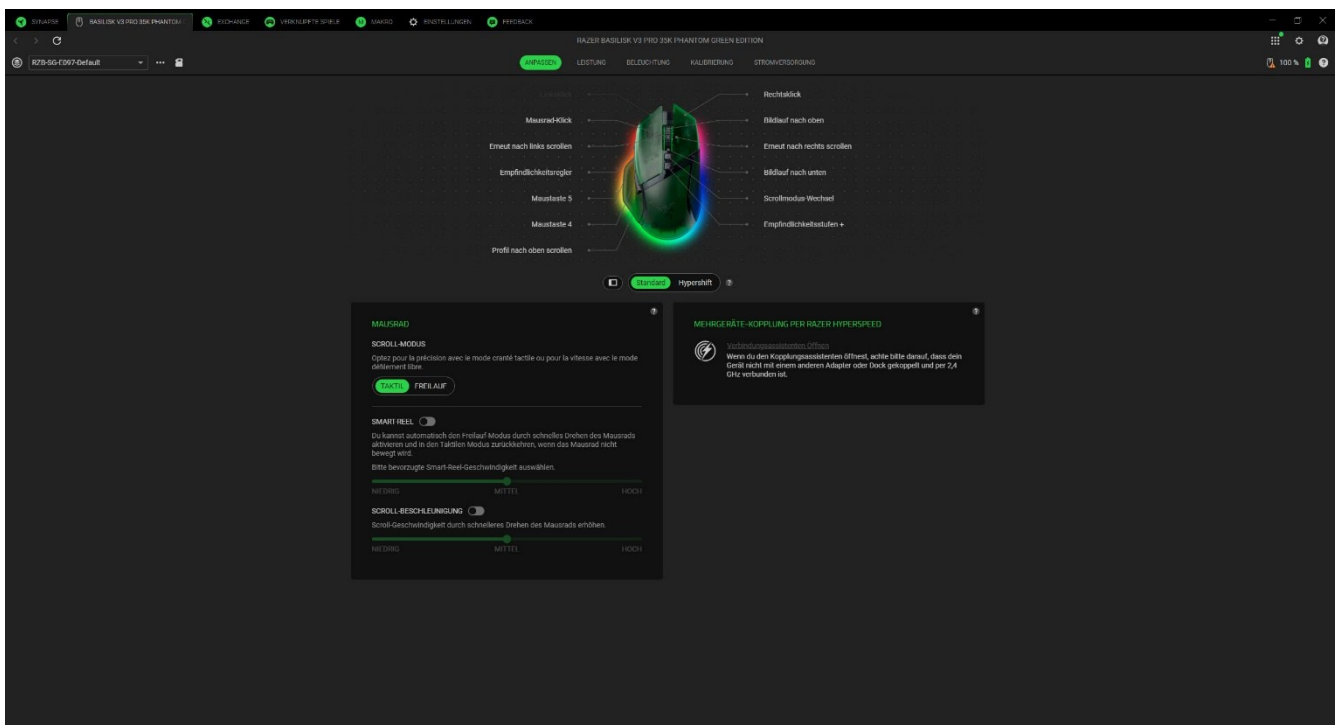 SYNAPSE
BASILISK V3 PRO 35K PHANTOM
EXCHANGE
VERKNÜPFTE SPIELE
MAKRO
EINSTELLUNGEN
FEEDBACK
RAZER BASILISK V3 PRO 35K PHANTOM GREEN EDITION
RZB-SG-E097-Default
ANPASSEN
LEISTUNG
BELEUCHTUNG
KALIBRIERUNG
STROMVERSORGUNG
100 %
Rechtsklick
Mausrad-Klick
Bildlauf nach oben
Erneut nach links scrollen
Erneut nach rechts scrollen
Empfindlichkeitsregler
Bildlauf nach unten
Maustaste 5
Scrollmodus-Wechsel
Maustaste 4
Empfindlichkeitsstufen +
Profil nach oben scrollen
Standard
Hypershift
MAUSRAD
SCROLL-MODUS
Optez pour la précision avec le mode cranté tactile ou pour la vitesse avec le mode
défilement libre.
TAKTIL
FREILAUF
SMART REEL
Du kannst automatisch den Freilauf-Modus durch schnelles Drehen des Mausrads
aktivieren und in den Taktilen Modus zurückkehren, wenn das Mausrad nicht
bewegt wird.
Bitte bevorzugte Smart-Reel-Geschwindigkeit auswählen.
NIEDRIG
MITTEL
HOCH
SCROLL-BESCHLEUNIGUNG
Scroll-Geschwindigkeit durch schnelleres Drehen des Mausrads erhöhen.
NIEDRIG
MITTEL
HOCH
MEHRGERÄTE-KOPPLUNG PER RAZER HYPERSPEED
Verbindungsassistenten Öffnen
Wenn du den Kopplungsassistenten öffnest, achte bitte darauf, dass dein
Gerät nicht mit einem anderen Adapter oder Dock gekoppelt und per 2,4
GHz verbunden ist.